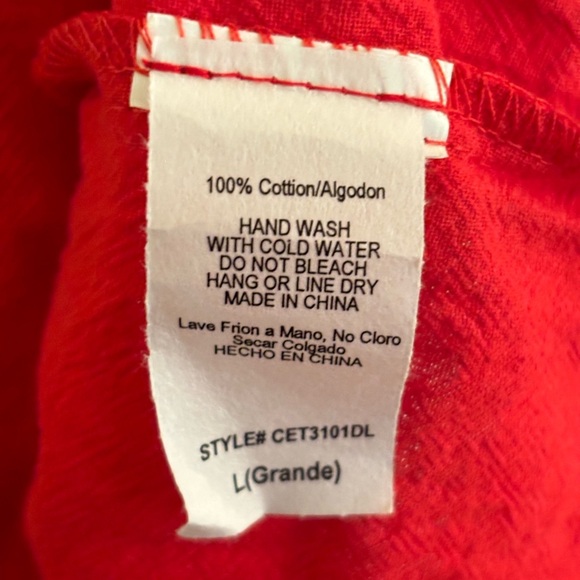 100% Cottion/Algodon
HAND WASH
WITH COLD WATER
DO NOT BLEACH
HANG OR LINE DRY
MADE IN CHINA
Lave Frion a Mano, No Cloro
Secar Colgado
HECHO EN CHINA
STYLE# CET3101DL
L(Grande)